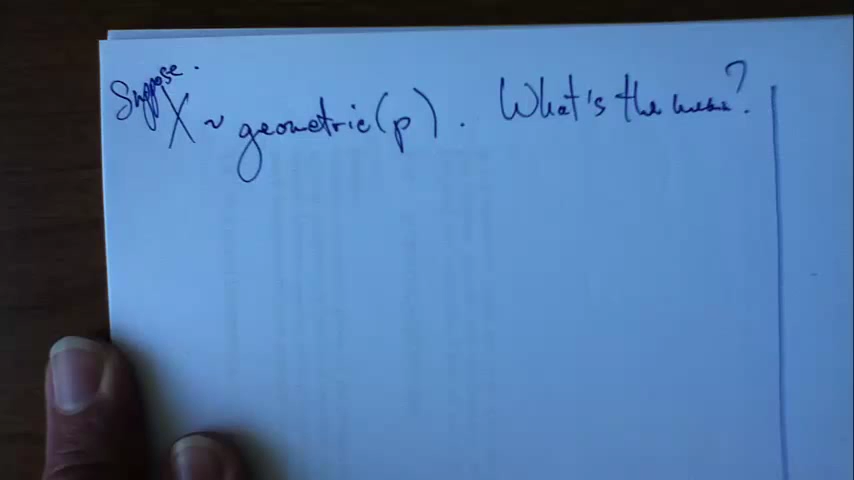 Suppose.
X ~ geometric(p). What's the mean?